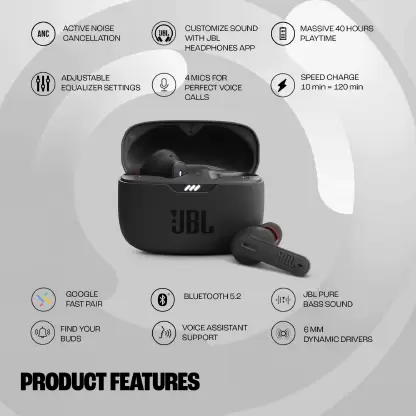 ANC
ACTIVE NOISE
CANCELLATION
JBL
CUSTOMIZE SOUND
WITH JBL
HEADPHONES APP
MASSIVE 40 HOURS
PLAYTIME
ADJUSTABLE
EQUALIZER SETTINGS
4 MICS FOR
PERFECT VOICE
CALLS
SPEED CHARGE
10 min = 120 min
JBL
JBL
GOOGLE
FAST PAIR
BLUETOOTH 5.2
JBL PURE
BASS SOUND
FIND YOUR
BUDS
VOICE ASSISTANT
SUPPORT
6 MM
DYNAMIC DRIVERS
PRODUCT FEATURES